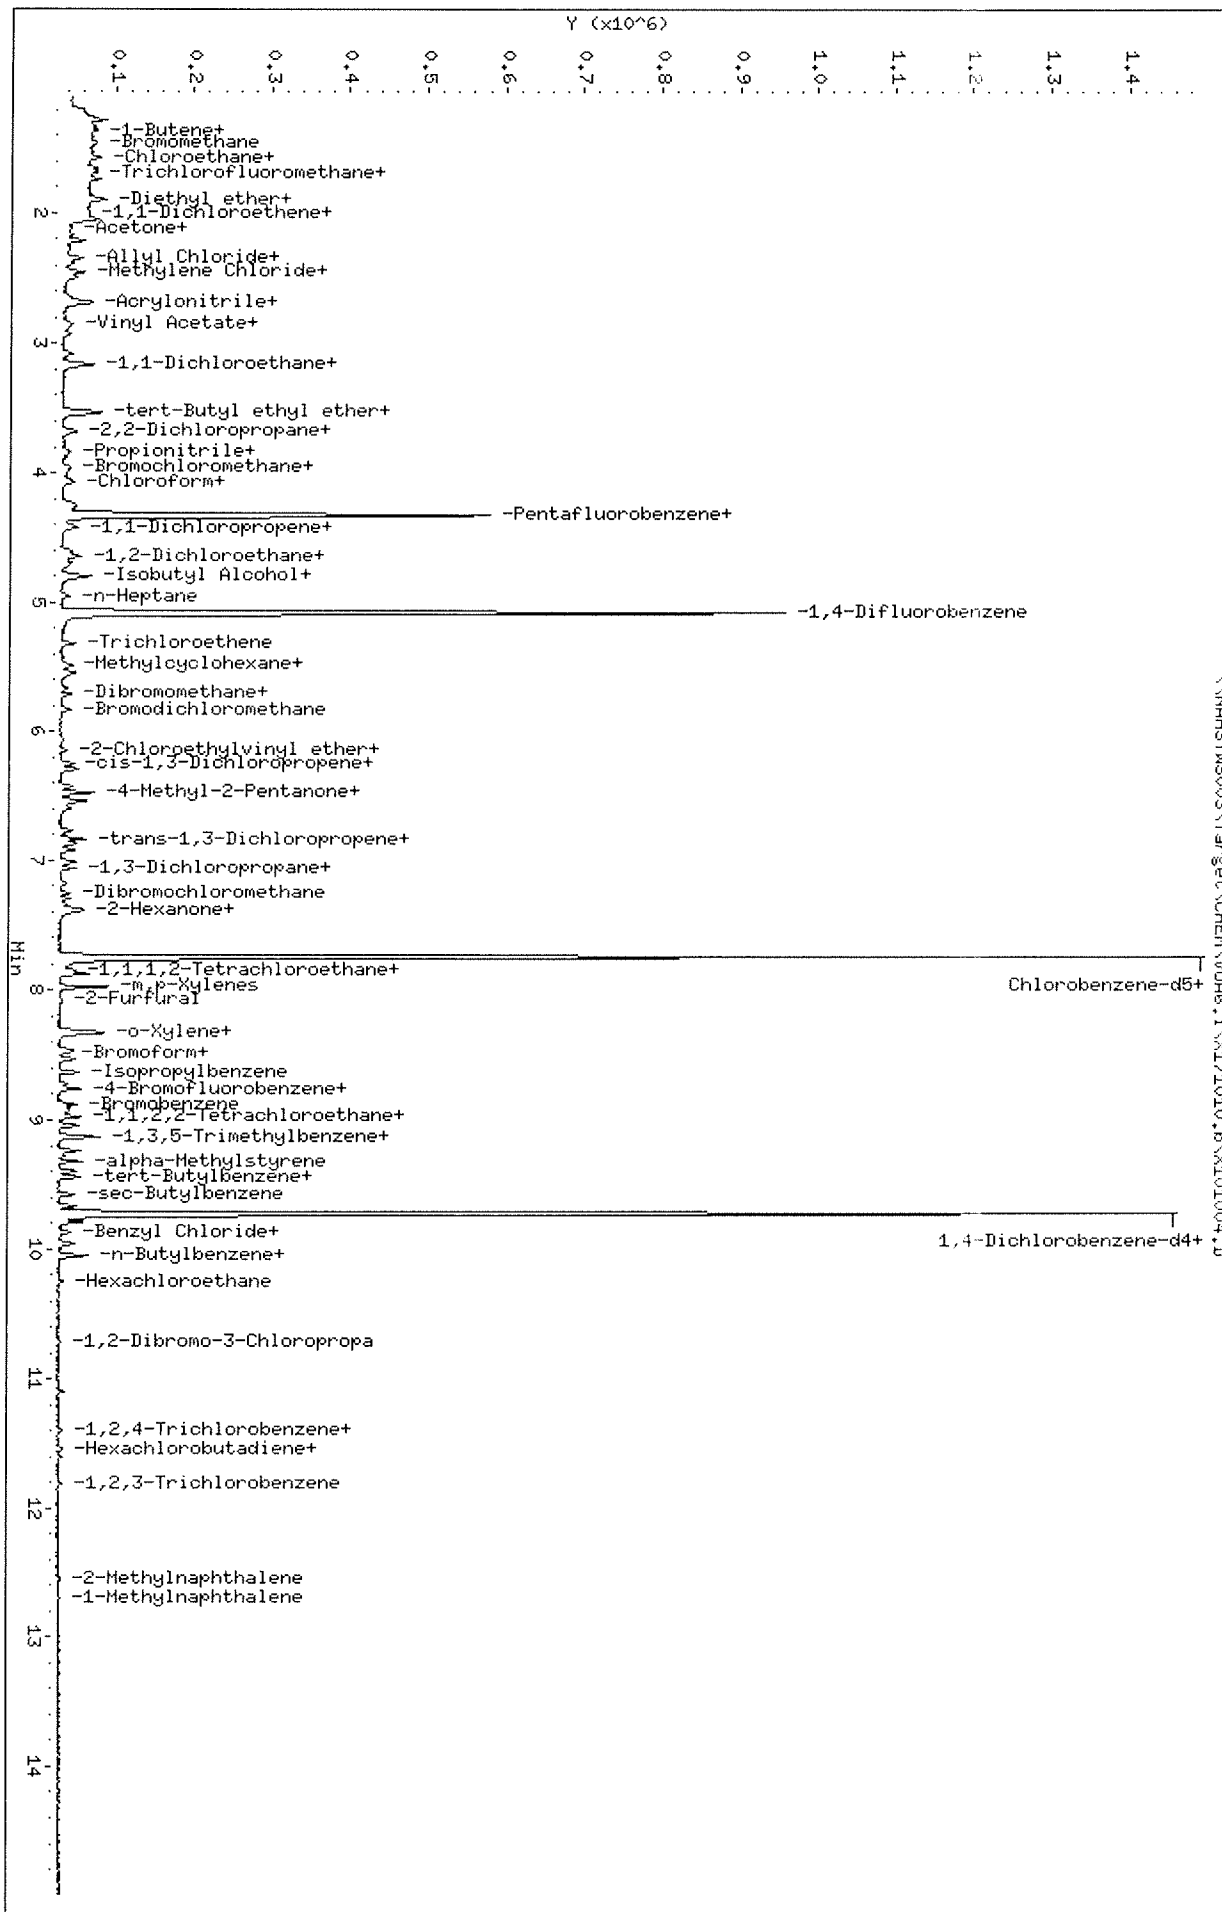 Y (x10^6)
0.1
0.2
0.3
0.4
0.5
0.6
0.7
0.8
0.9
1.0
1.1
1.2
1.3
1.4
-1-Butene+
-Bromomethane
-Chloroethane+
-Trichlorofluoromethane+
-Diethyl ether+
2
-1,1-Dichloroethene+
-Acetone+
-Allyl Chloride+
-Methylene Chloride+
-Acrylonitrile+
-Vinyl Acetate+
3
-1,1-Dichloroethane+
-tert-Butyl ethyl ether+
-2,2-Dichloropropane+
-Propionitrile+
-Bromochloromethane+
4
-Chloroform+
-Pentafluorobenzene+
-1,1-Dichloropropene+
-1,2-Dichloroethane+
-Isobutyl Alcohol+
-n-Heptane
5
-1,4-Difluorobenzene
-Trichloroethene
-Methylcyclohexane+
-Dibromomethane+
-Bromodichloromethane
6
-2-Chloroethylvinyl ether+
-cis-1,3-Dichloropropene+
-4-Methyl-2-Pentanone+
-trans-1,3-Dichloropropene+
7
-1,3-Dichloropropane+
-Dibromochloromethane
-2-Hexanone+
Min
-1,1,1,2-Tetrachloroethane+
-m,p-Xylenes
Chlorobenzene-d5+
8
-2-Furfural
-o-Xylene+
-Bromoform+
-Isopropylbenzene
-4-Bromofluorobenzene+
-Bromobenzene
-1,1,2,2-Tetrachloroethane+
9
-1,3,5-Trimethylbenzene+
-alpha-Methylstyrene
-tert-Butylbenzene+
-sec-Butylbenzene
-Benzyl Chloride+
1,4-Dichlorobenzene-d4+
10
-n-Butylbenzene+
-Hexachloroethane
-1,2-Dibromo-3-Chloropropa
11
-1,2,4-Trichlorobenzene+
-Hexachlorobutadiene+
-1,2,3-Trichlorobenzene
12
-2-Methylnaphthalene
-1-Methylnaphthalene
13
14